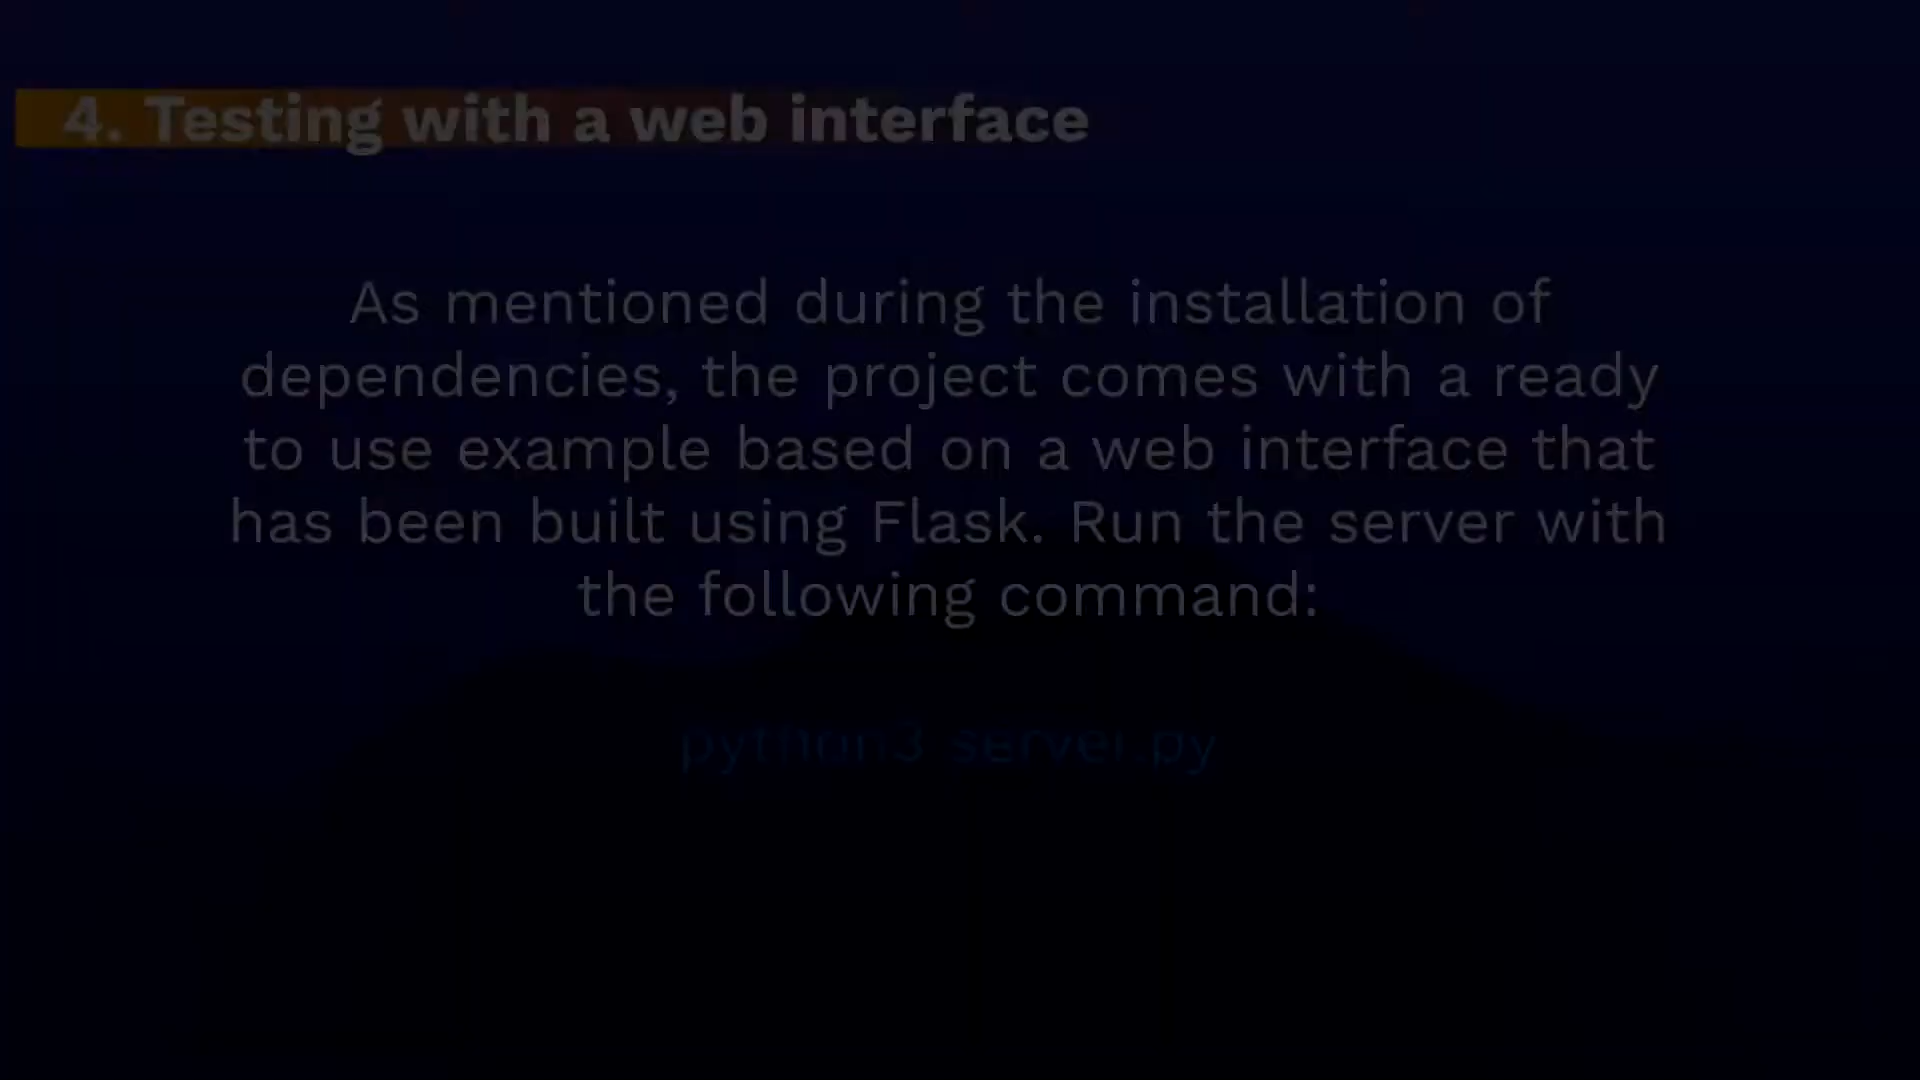 4. Testing with a web interface
As mentioned during the installation of
dependencies, the project comes with a ready
to use example based on a web interface that
has been built using Flask. Run the server with
the following command:
python3 server.py